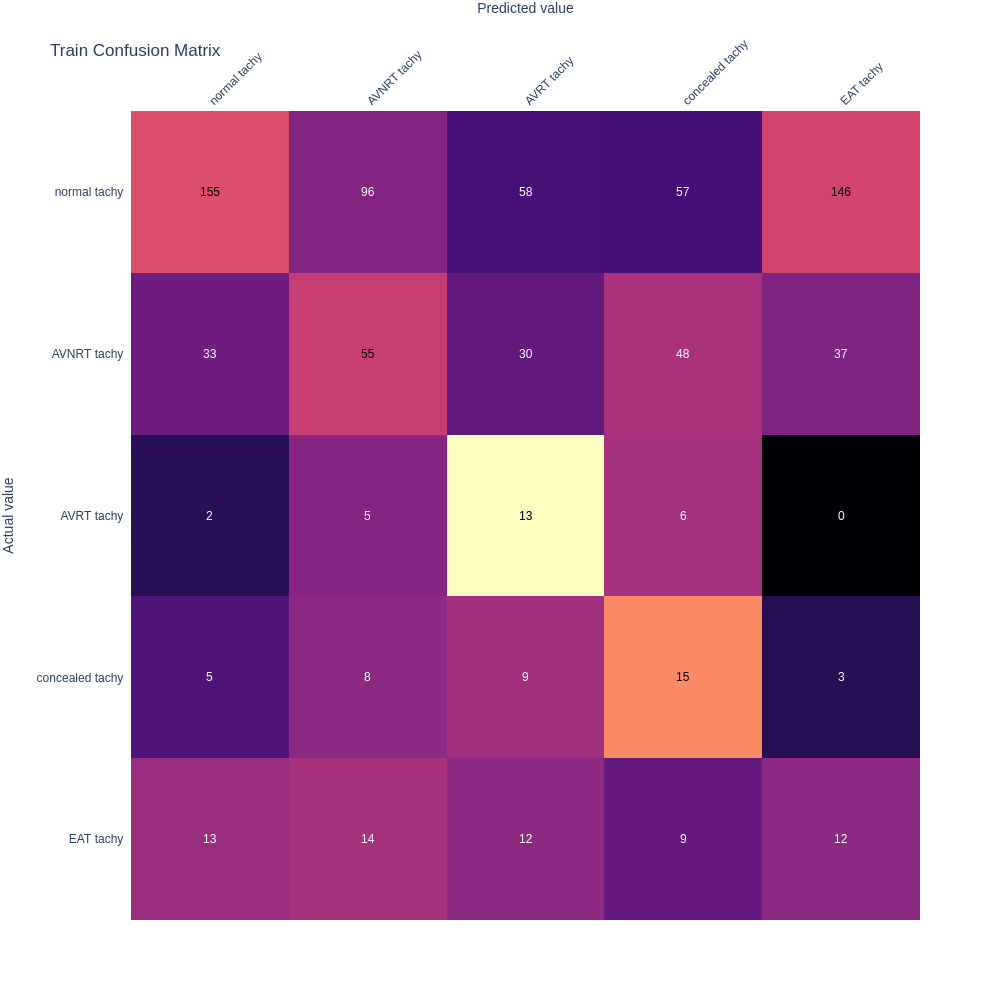 Predicted value
Train Confusion Matrix
normal tachy AVNRT tachy AVRT tachy concealed tachy EAT tachy
normal tachy 155 96 58 57 146
AVNRT tachy 33 55 30 48 37
AVRT tachy 2 5 13 6 0
Actual value
concealed tachy 5 8 9 15 3
EAT tachy 13 14 12 9 12